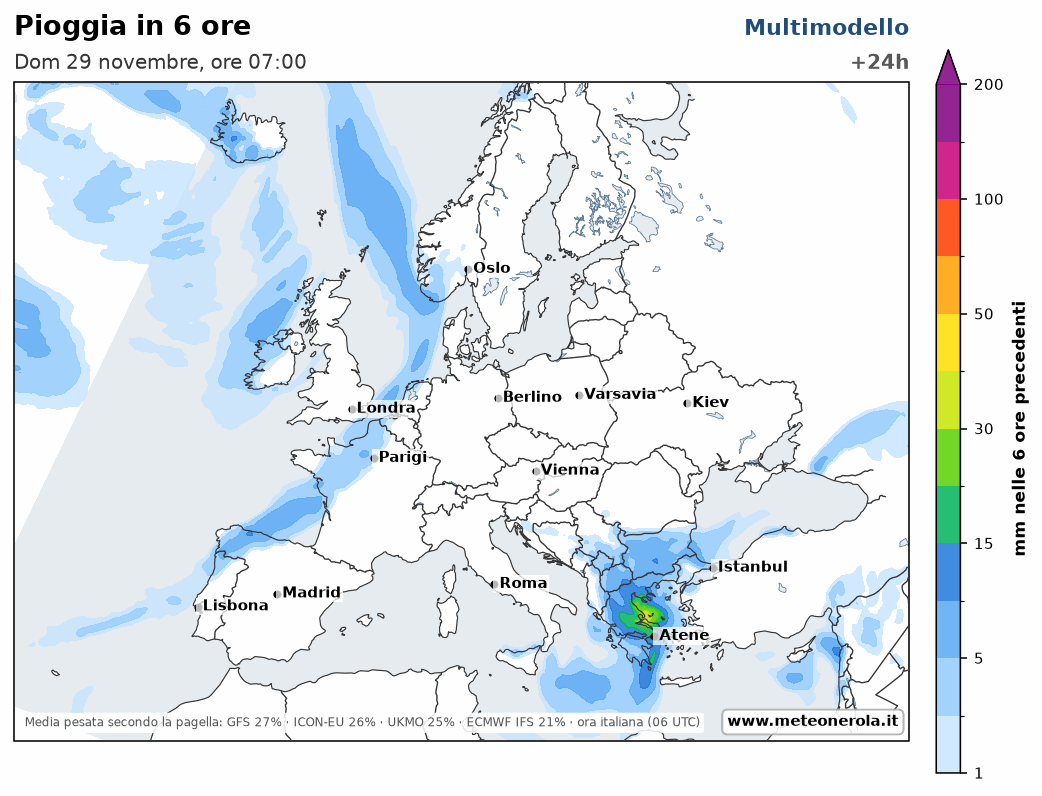 Pioggia in 6 ore
Multimodello
Dom 29 novembre, ore 07:00
+24h
200
100
50
30
15
5
1
mm nelle 6 ore precedenti
Oslo
Londra
Berlino
Varsavia
Kiev
Parigi
Vienna
Istanbul
Roma
Madrid
Lisbona
Atene
Media pesata secondo la pagella: GFS 27% · ICON-EU 26% · UKMO 25% · ECMWF IFS 21% · ora italiana (06 UTC)
www.meteonerola.it